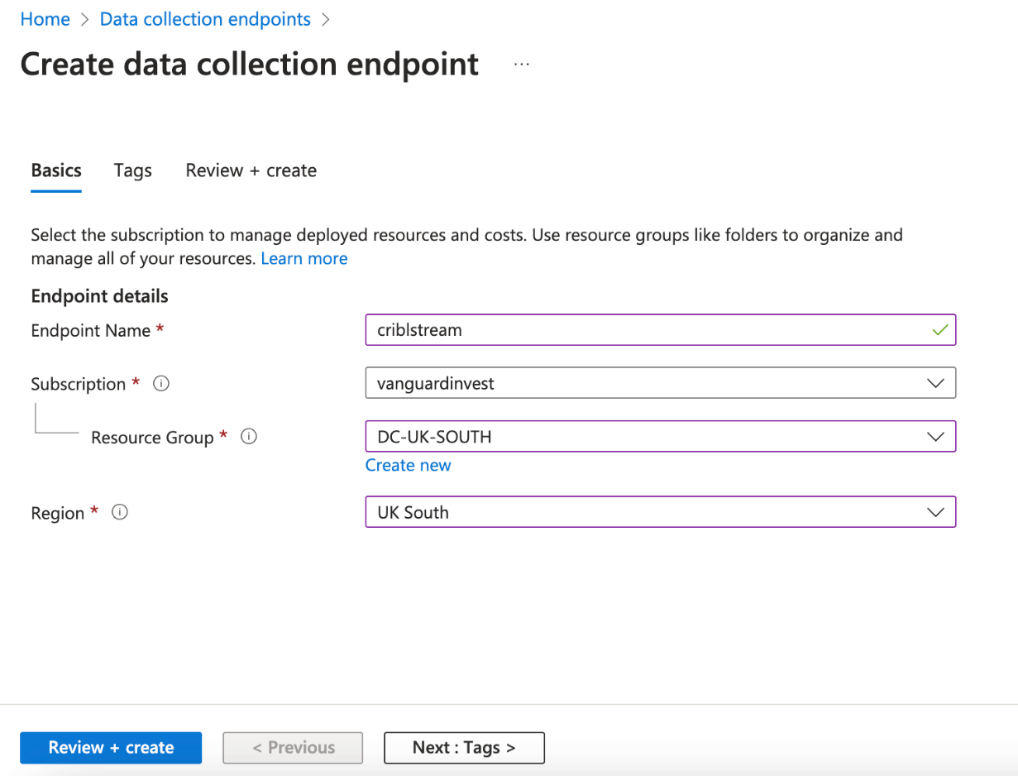 Home > Data collection endpoints >
Create data collection endpoint ...
Basics Tags Review + create
Select the subscription to manage deployed resources and costs. Use resource groups like folders to organize and
manage all of your resources. Learn more
Endpoint details
Endpoint Name * criblstream
Subscription * vanguardinvest
Resource Group * DC-UK-SOUTH
Create new
Region * UK South
Review + create < Previous Next : Tags >